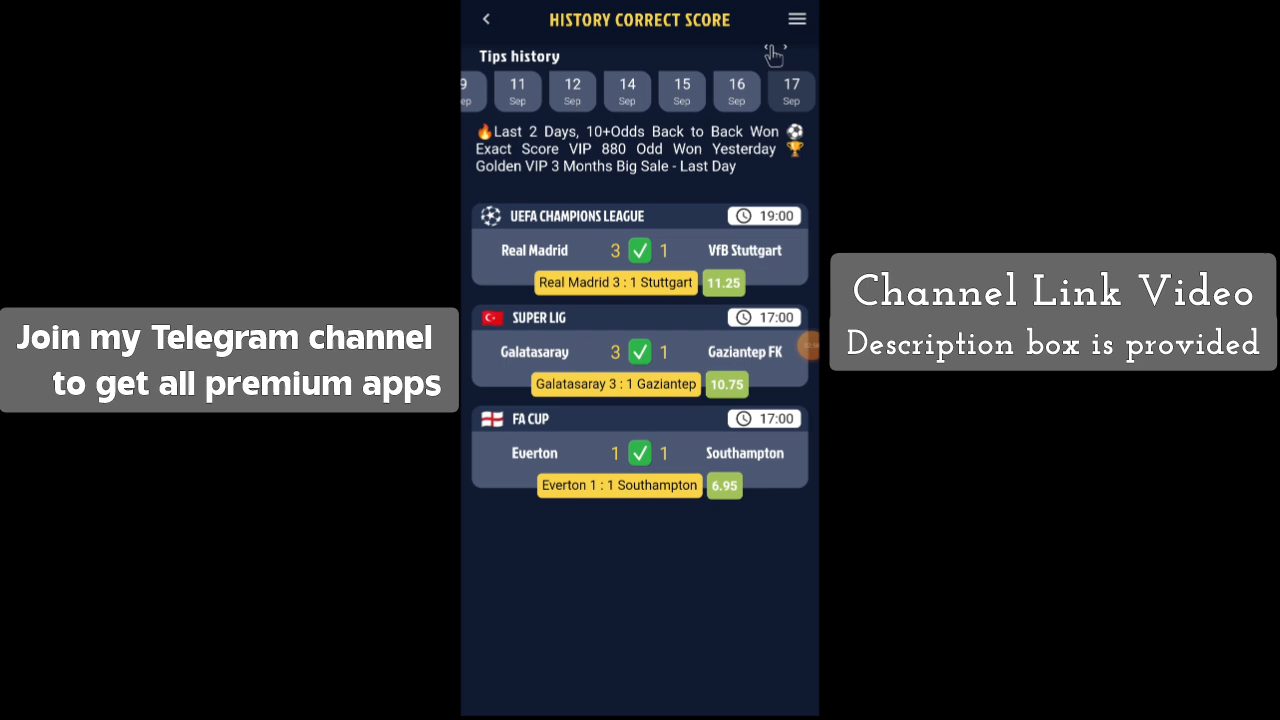 HISTORY CORRECT SCORE
Tips history
9 11 12 14 15 16 17
ep Sep Sep Sep Sep Sep Sep
🔥Last 2 Days, 10+Odds Back to Back Won ⚽
Exact Score VIP 880 Odd Won Yesterday 🏆
Golden VIP 3 Months Big Sale - Last Day
UEFA CHAMPIONS LEAGUE 19:00
Real Madrid 3 ✅ 1 VfB Stuttgart
Real Madrid 3 : 1 Stuttgart 11.25
SUPER LIG 17:00
Galatasaray 3 ✅ 1 Gaziantep FK
Galatasaray 3 : 1 Gaziantep 10.75
FA CUP 17:00
Everton 1 ✅ 1 Southampton
Everton 1 : 1 Southampton 6.95
Join my Telegram channel
to get all premium apps
Channel Link Video
Description box is provided